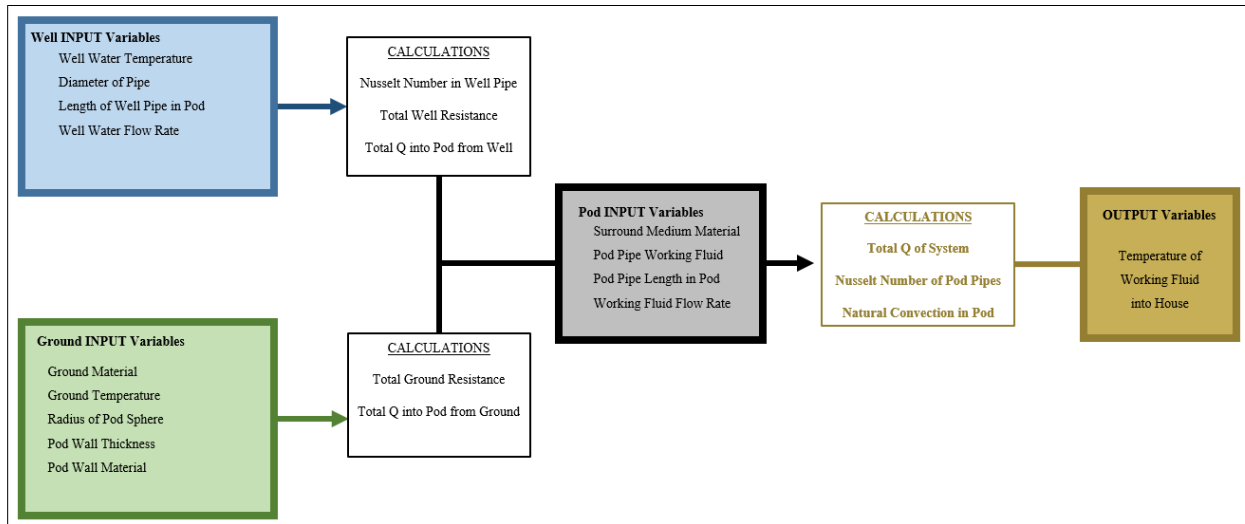 Well INPUT Variables
Well Water Temperature
Diameter of Pipe
Length of Well Pipe in Pod
Well Water Flow Rate
CALCULATIONS
Nusselt Number in Well Pipe
Total Well Resistance
Total Q into Pod from Well
Ground INPUT Variables
Ground Material
Ground Temperature
Radius of Pod Sphere
Pod Wall Thickness
Pod Wall Material
CALCULATIONS
Total Ground Resistance
Total Q into Pod from Ground
Pod INPUT Variables
Surround Medium Material
Pod Pipe Working Fluid
Pod Pipe Length in Pod
Working Fluid Flow Rate
CALCULATIONS
Total Q of System
Nusselt Number of Pod Pipes
Natural Convection in Pod
OUTPUT Variables
Temperature of
Working Fluid
into House